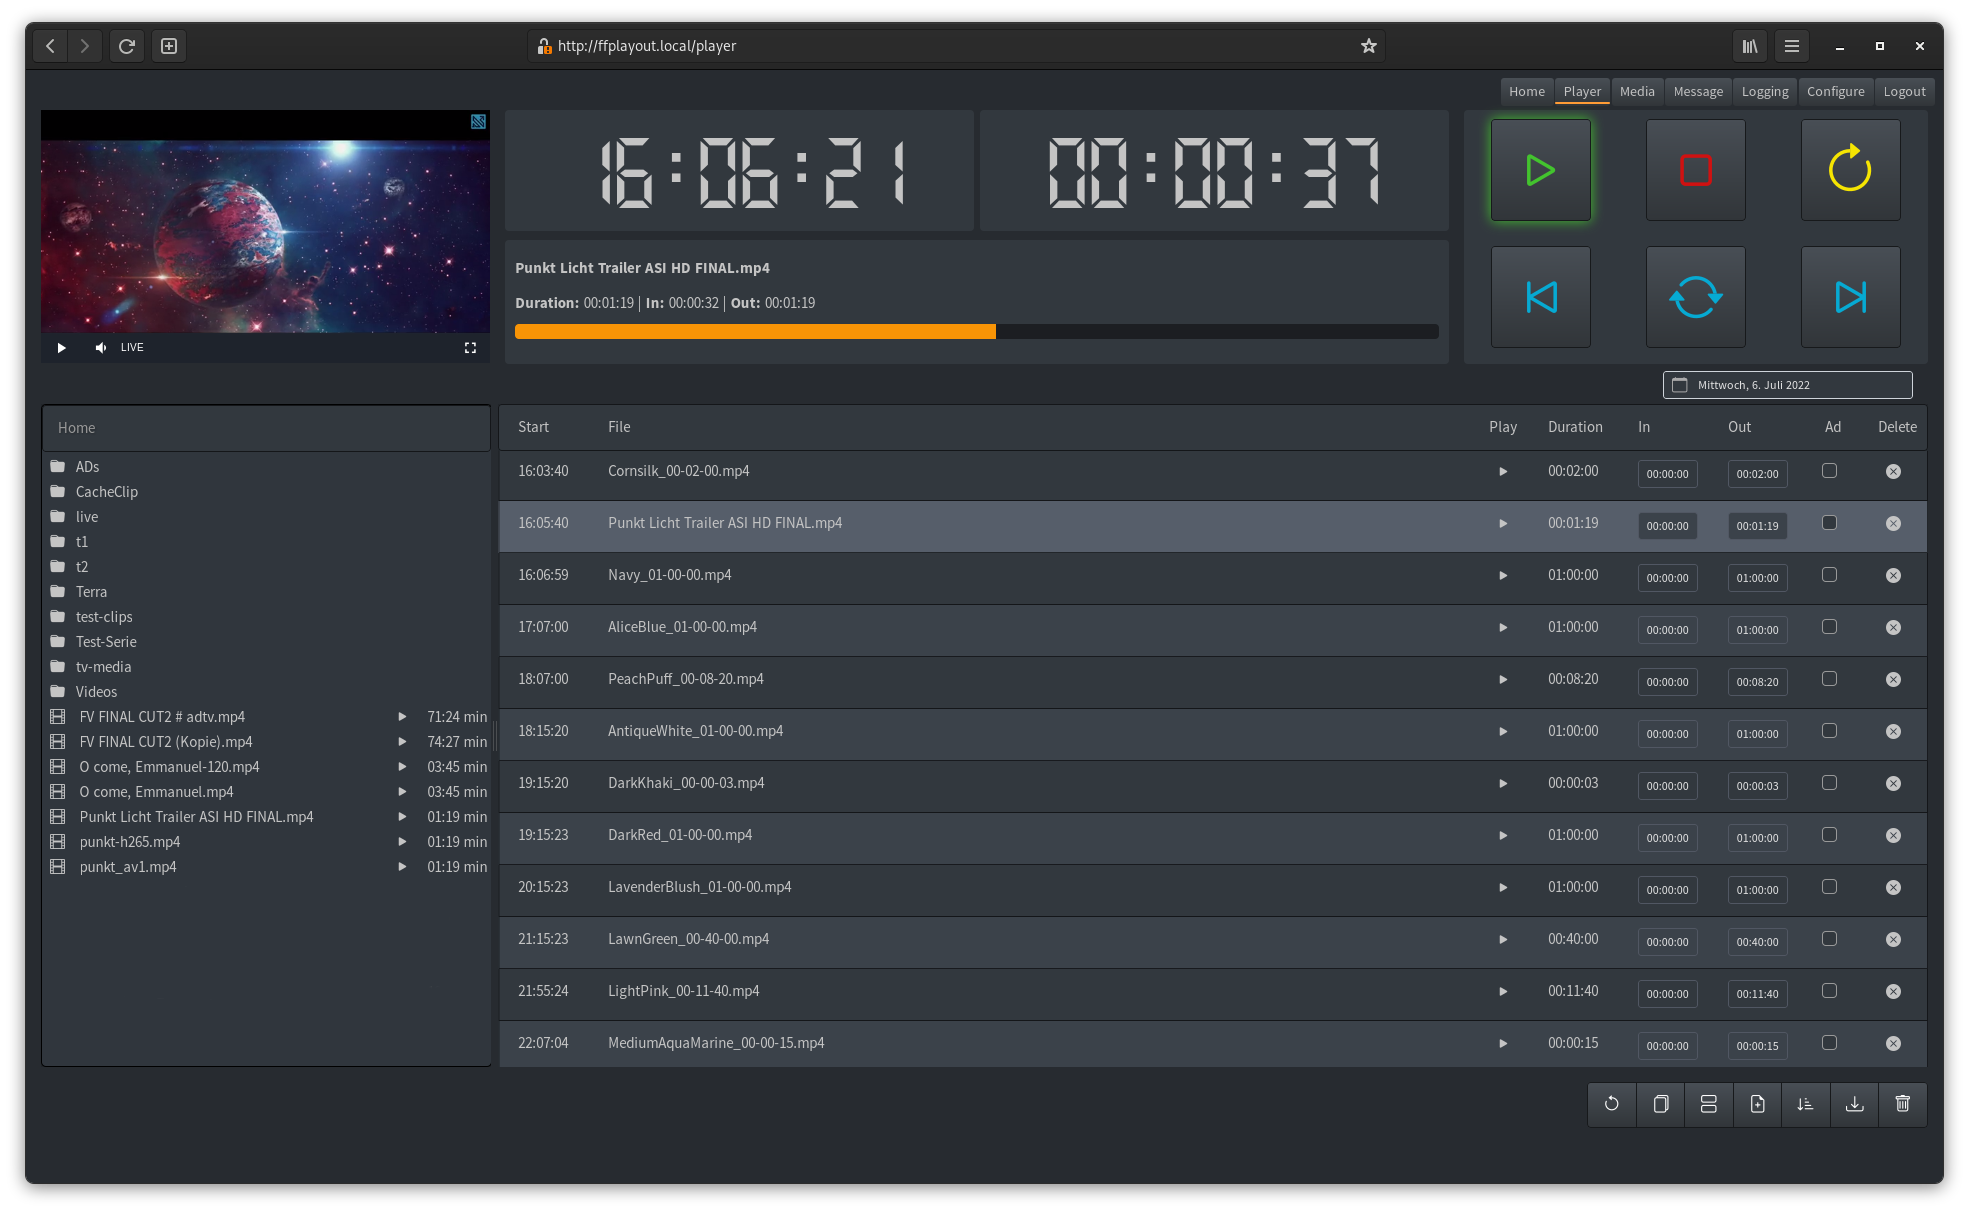 http://ffplayout.local/player
Home Player Media Message Logging Configure Logout
16:06:21 00:00:37
Punkt Licht Trailer ASI HD FINAL.mp4
Duration: 00:01:19 | In: 00:00:32 | Out: 00:01:19
LIVE
Mittwoch, 6. Juli 2022
Home
ADs
CacheClip
live
t1
t2
Terra
test-clips
Test-Serie
tv-media
Videos
FV FINAL CUT2 # adtv.mp4 71:24 min
FV FINAL CUT2 (Kopie).mp4 74:27 min
O come, Emmanuel-120.mp4 03:45 min
O come, Emmanuel.mp4 03:45 min
Punkt Licht Trailer ASI HD FINAL.mp4 01:19 min
punkt-h265.mp4 01:19 min
punkt_av1.mp4 01:19 min
Start File Play Duration In Out Ad Delete
16:03:40 Cornsilk_00-02-00.mp4 00:02:00 00:00:00 00:02:00
16:05:40 Punkt Licht Trailer ASI HD FINAL.mp4 00:01:19 00:00:00 00:01:19
16:06:59 Navy_01-00-00.mp4 01:00:00 00:00:00 01:00:00
17:07:00 AliceBlue_01-00-00.mp4 01:00:00 00:00:00 01:00:00
18:07:00 PeachPuff_00-08-20.mp4 00:08:20 00:00:00 00:08:20
18:15:20 AntiqueWhite_01-00-00.mp4 01:00:00 00:00:00 01:00:00
19:15:20 DarkKhaki_00-00-03.mp4 00:00:03 00:00:00 00:00:03
19:15:23 DarkRed_01-00-00.mp4 01:00:00 00:00:00 01:00:00
20:15:23 LavenderBlush_01-00-00.mp4 01:00:00 00:00:00 01:00:00
21:15:23 LawnGreen_00-40-00.mp4 00:40:00 00:00:00 00:40:00
21:55:24 LightPink_00-11-40.mp4 00:11:40 00:00:00 00:11:40
22:07:04 MediumAquaMarine_00-00-15.mp4 00:00:15 00:00:00 00:00:15